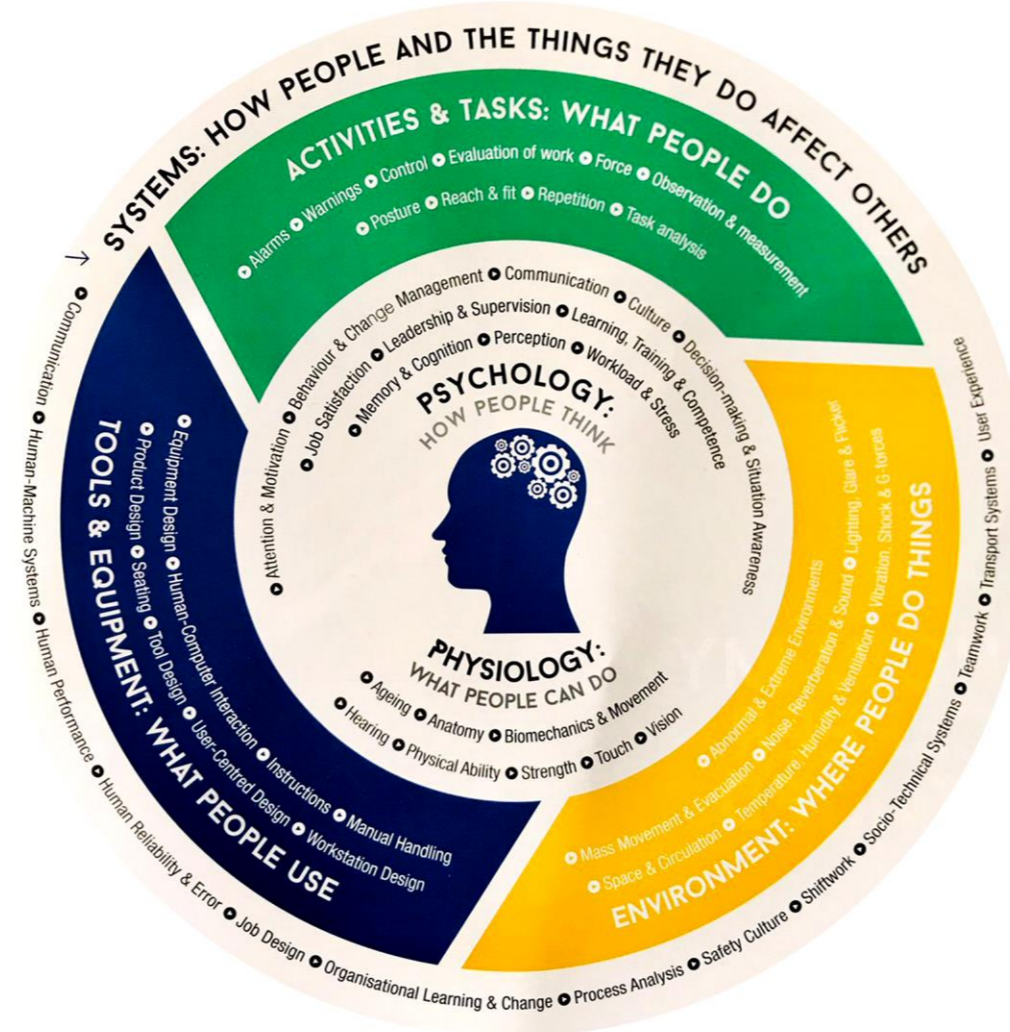 SYSTEMS: HOW PEOPLE AND THE THINGS THEY DO AFFECT OTHERS
Communication Human-Machine Systems Human Performance Human Reliability & Error Job Design Organisational Learning & Change Process Analysis Safety Culture Shiftwork Socio-Technical Systems Teamwork Transport Systems User Experience
ACTIVITIES & TASKS: WHAT PEOPLE DO
Alarms Warnings Control Evaluation of work Force Observation & measurement
Posture Reach & fit Repetition Task analysis
TOOLS & EQUIPMENT: WHAT PEOPLE USE
Product Design Seating Tool Design User-Centred Design Workstation Design
Equipment Design Human-Computer Interaction Instructions Manual Handling
ENVIRONMENT: WHERE PEOPLE DO THINGS
Abnormal & Extreme Environments
Mass Movement & Evacuation Noise, Reverberation & Sound Lighting, Glare & Flicker
Space & Circulation Temperature, Humidity & Ventilation Vibration, Shock & G-forces
Attention & Motivation Behaviour & Change Management Communication Culture Decision-making & Situation Awareness
Job Satisfaction Leadership & Supervision Learning, Training & Competence
Memory & Cognition Perception Workload & Stress
PSYCHOLOGY:
HOW PEOPLE THINK
PHYSIOLOGY:
WHAT PEOPLE CAN DO
Ageing Anatomy Biomechanics & Movement
Hearing Physical Ability Strength Touch Vision